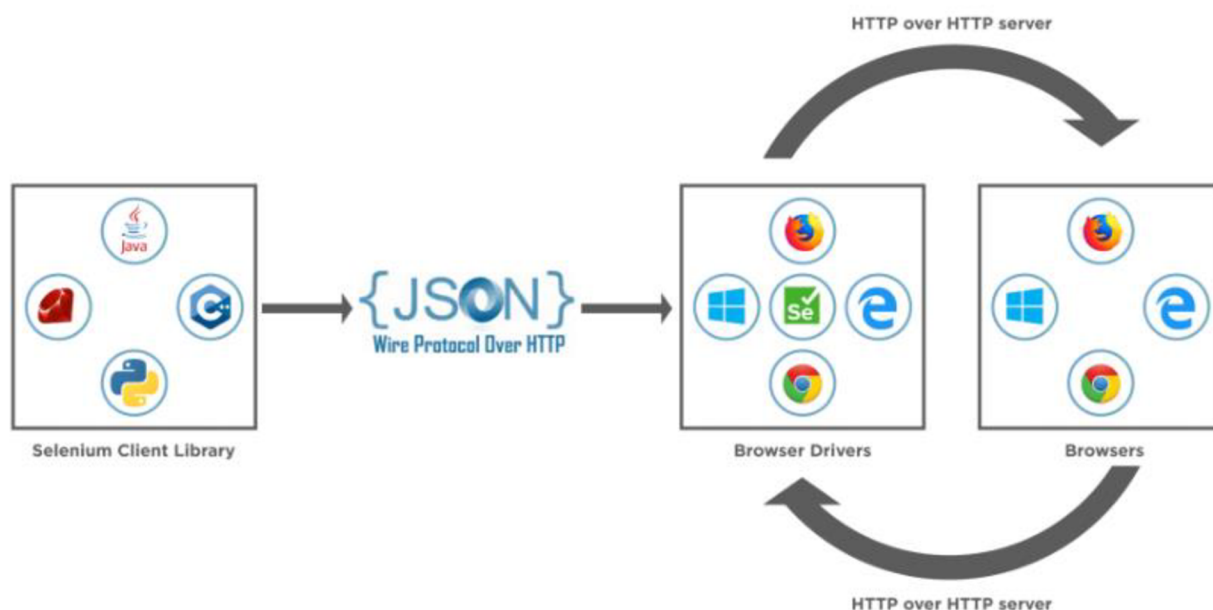 HTTP over HTTP server
Java
C++
Selenium Client Library
{JSON}
Wire Protocol Over HTTP
Se
Browser Drivers
Browsers
HTTP over HTTP server